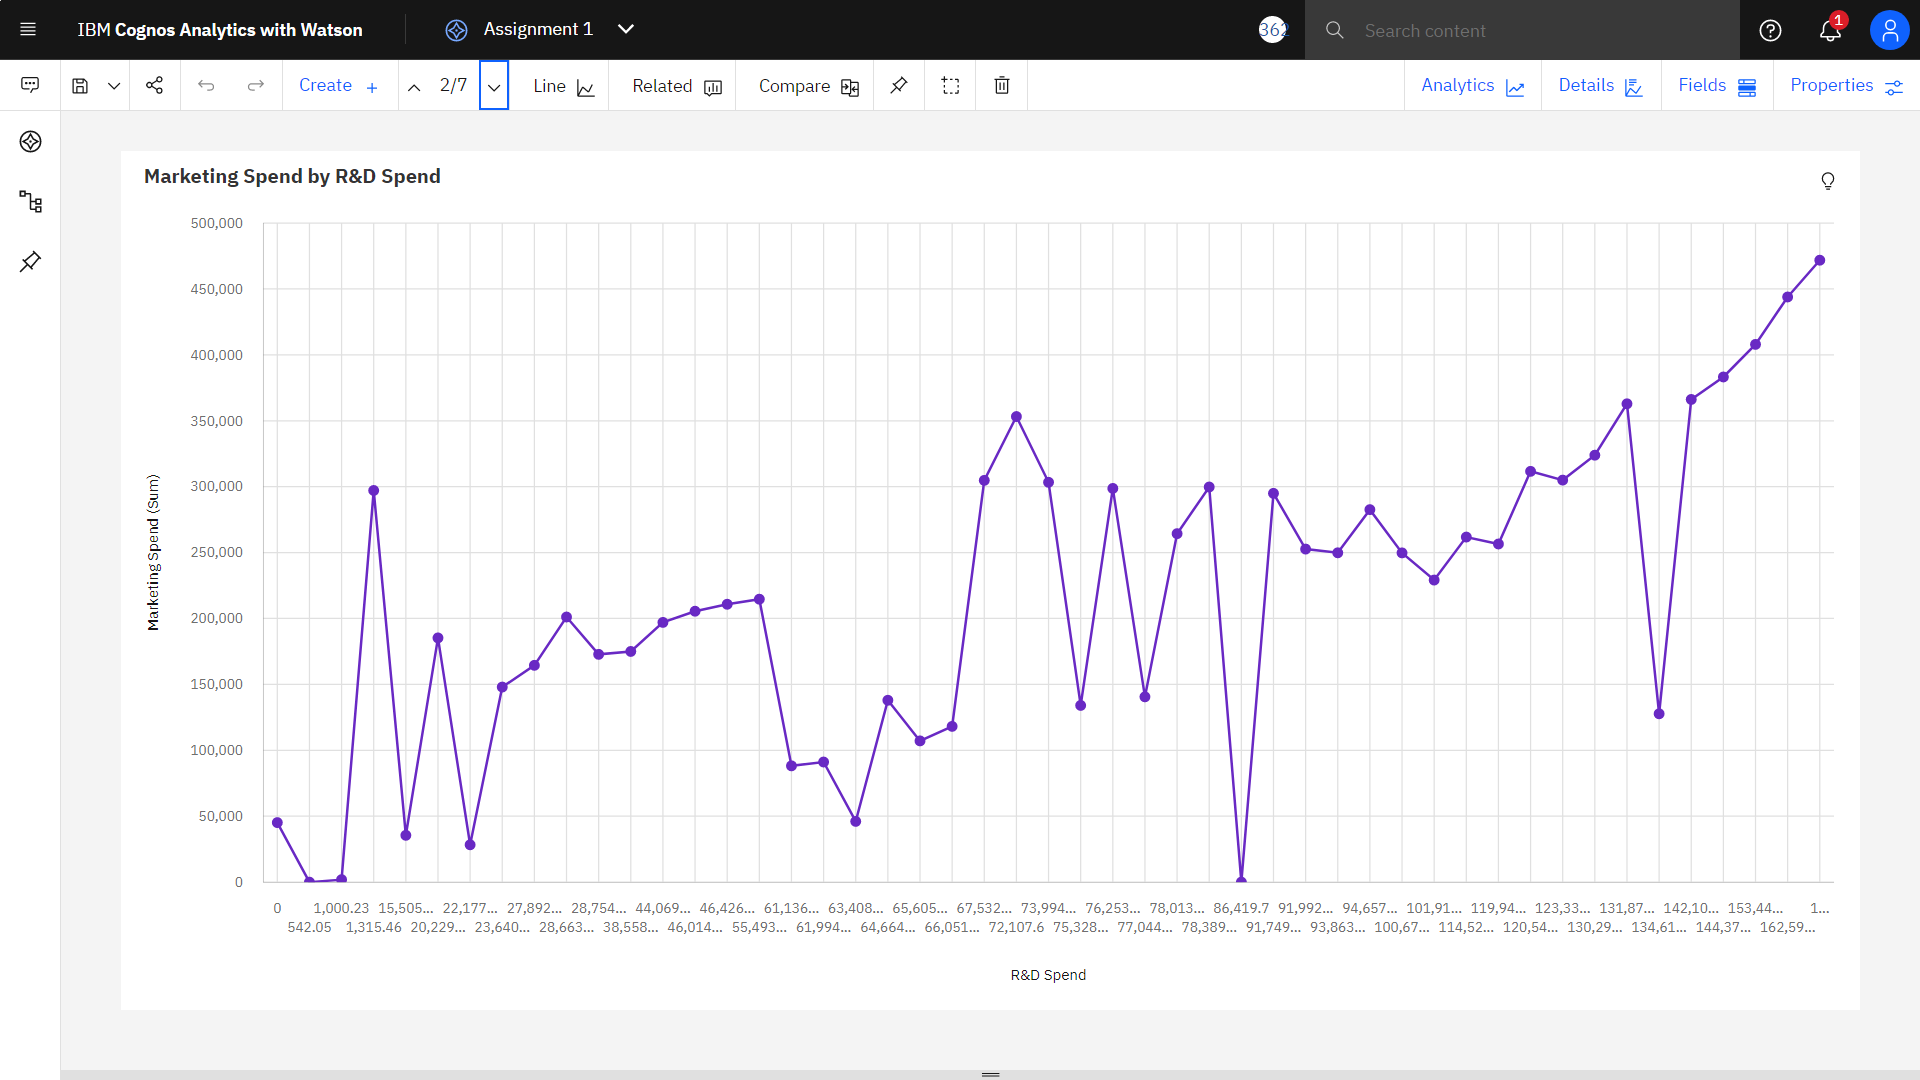 IBM Cognos Analytics with Watson
Assignment 1
362
Search content
1
Create
2/7
Line
Related
Compare
Analytics
Details
Fields
Properties
Marketing Spend by R&D Spend
500,000
450,000
400,000
350,000
300,000
250,000
200,000
150,000
100,000
50,000
0
Marketing Spend (Sum)
0 1,000.23 15,505... 22,177... 27,892... 28,754... 44,069... 46,426... 61,136... 63,408... 65,605... 67,532... 73,994... 76,253... 78,013... 86,419.7 91,992... 94,657... 101,91... 119,94... 123,33... 131,87... 142,10... 153,44... 1...
542.05 1,315.46 20,229... 23,640... 28,663... 38,558... 46,014... 55,493... 61,994... 64,664... 66,051... 72,107.6 75,328... 77,044... 78,389... 91,749... 93,863... 100,67... 114,52... 120,54... 130,29... 134,61... 144,37... 162,59...
R&D Spend